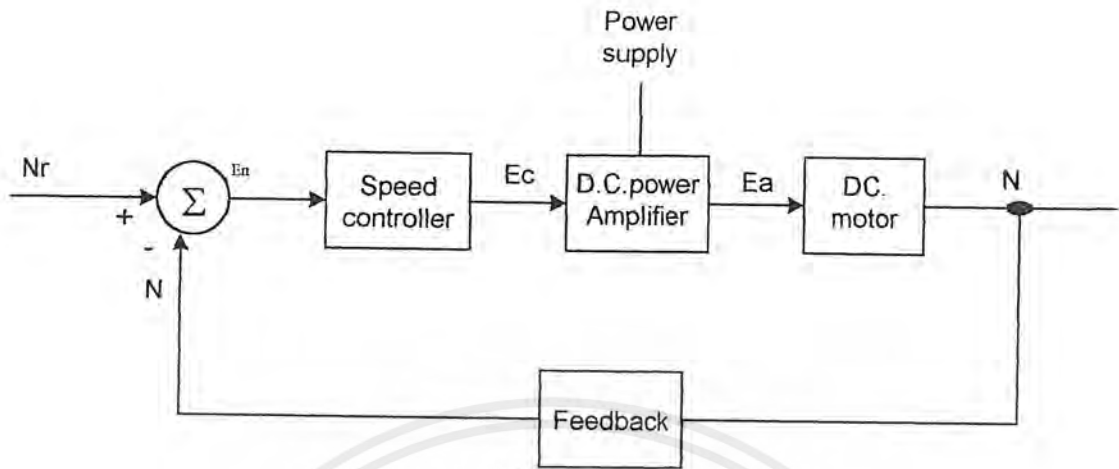 Power
supply
Nr
+
Σ
-
N
En
Speed
controller
Ec
D.C.power
Amplifier
Ea
DC.
motor
N
Feedback